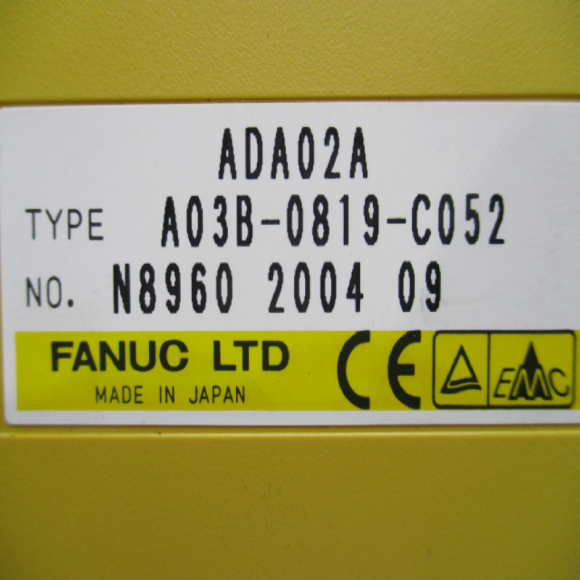 ADA02A
TYPE A03B-0819-C052
NO. N8960 2004 09
FANUC LTD CE EMC
MADE IN JAPAN